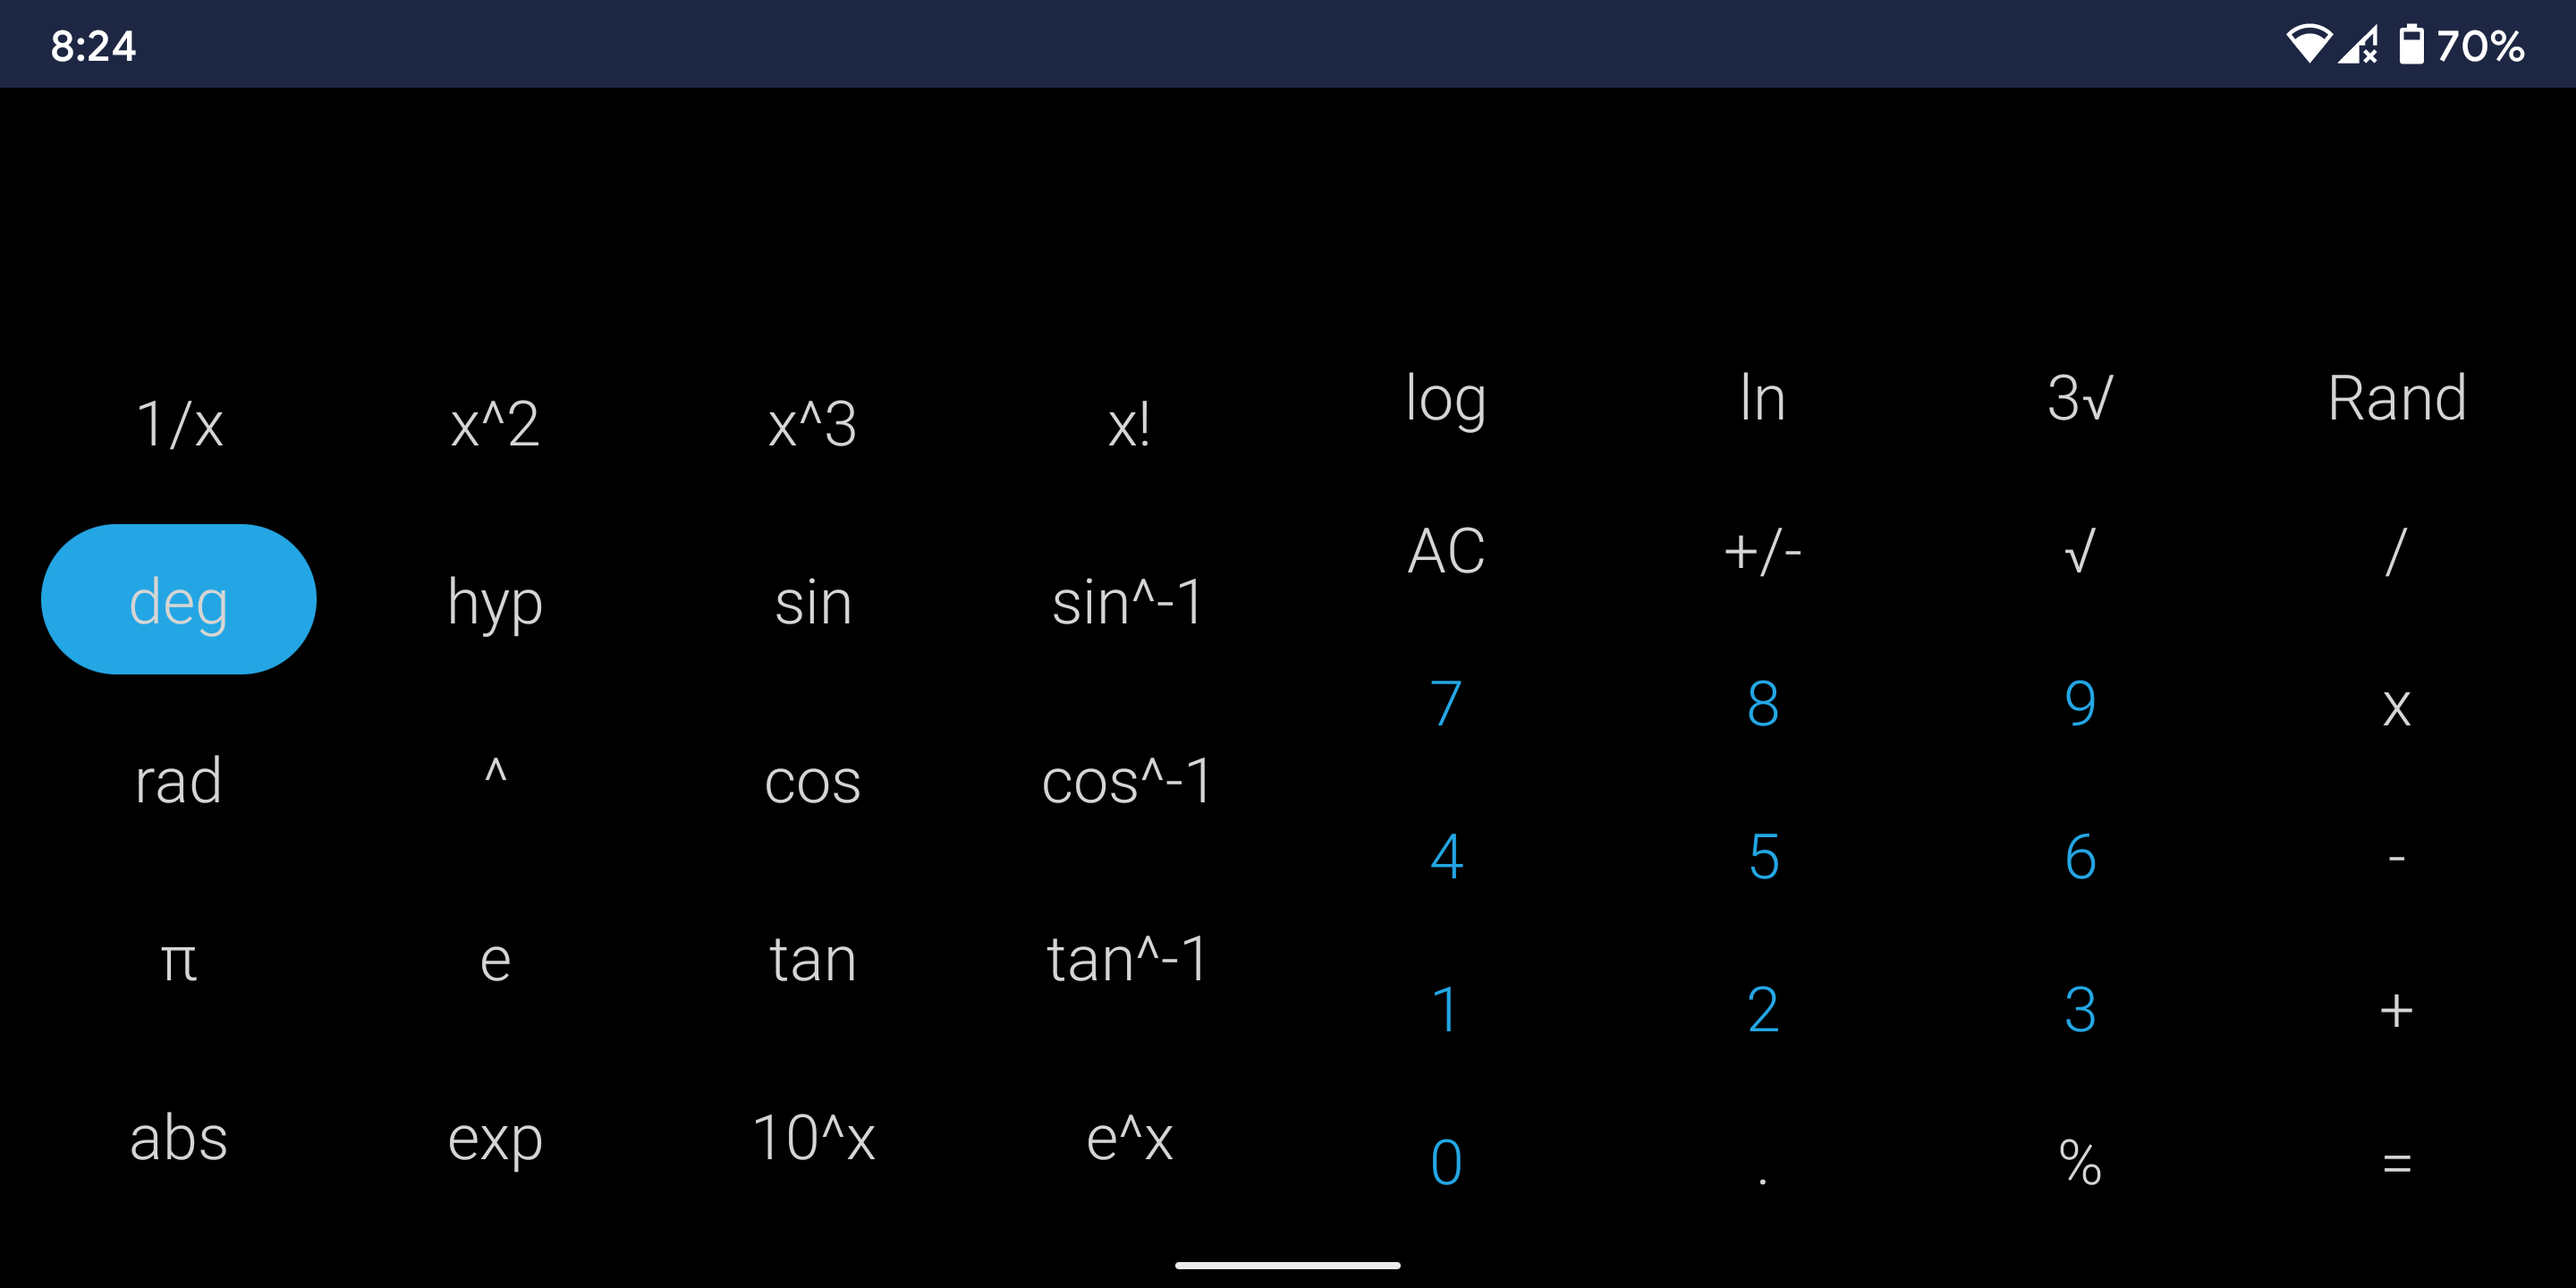 8:24 70%
1/x x^2 x^3 x! log ln 3√ Rand
deg hyp sin sin^-1 AC +/- √ /
7 8 9 x
rad ^ cos cos^-1
4 5 6 -
π e tan tan^-1
1 2 3 +
abs exp 10^x e^x
0 . % =